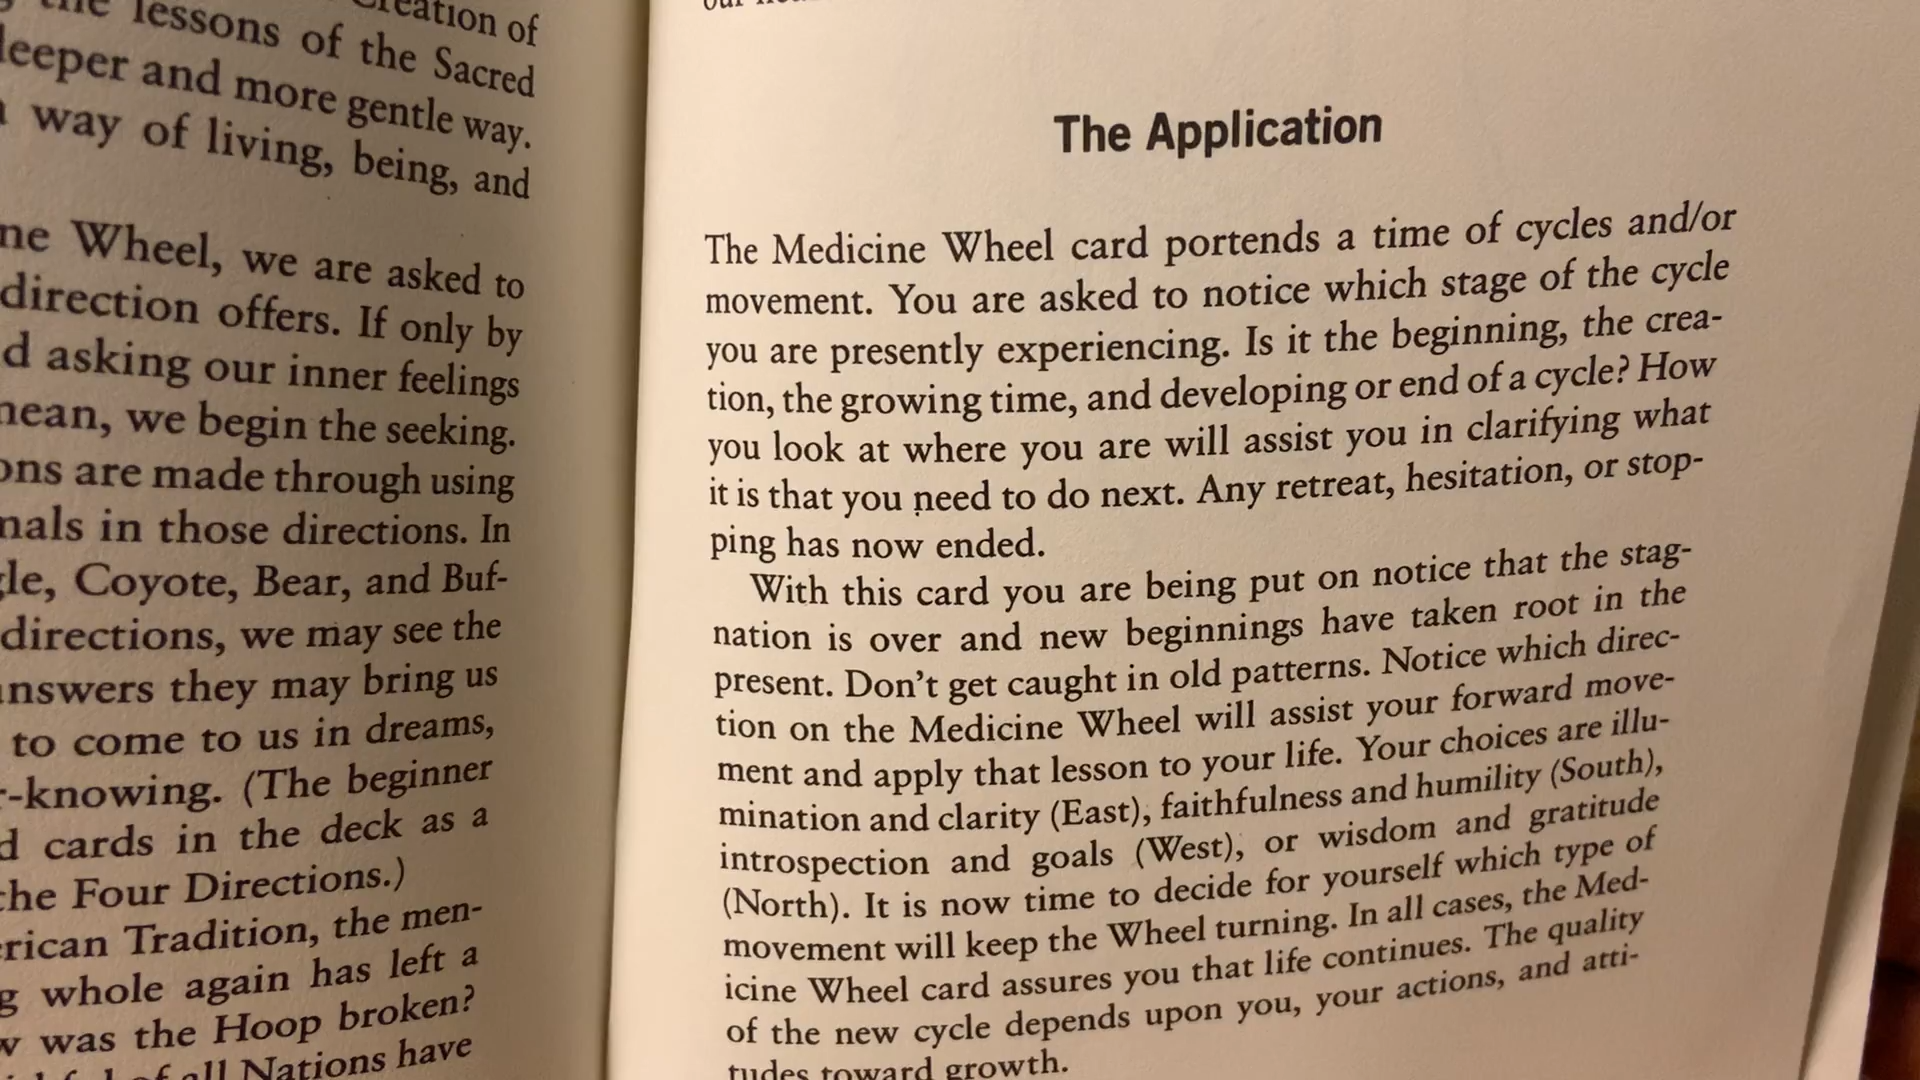 lessons of the Sacred
and more gentle way.
way of living, being, and
Wheel, we are asked to
direction offers. If only by
asking our inner feelings
we begin the seeking.
are made through using
in those directions. In
Coyote, Bear, and Buf-
directions, we may see the
they may bring us
to come to us in dreams,
-knowing. (The beginner
cards in the deck as a
Four Directions.)
Tradition, the men-
whole again has left a
was the Hoop broken?
of all Nations have
The Application
The Medicine Wheel card portends a time of cycles and/or
movement. You are asked to notice which stage of the cycle
you are presently experiencing. Is it the beginning, the crea-
tion, the growing time, and developing or end of a cycle? How
you look at where you are will assist you in clarifying what
it is that you need to do next. Any retreat, hesitation, or stop-
ping has now ended.
With this card you are being put on notice that the stag-
nation is over and new beginnings have taken root in the
present. Don't get caught in old patterns. Notice which direc-
tion on the Medicine Wheel will assist your forward move-
ment and apply that lesson to your life. Your choices are illu-
mination and clarity (East), faithfulness and humility (South),
introspection and goals (West), or wisdom and gratitude
(North). It is now time to decide for yourself which type of
movement will keep the Wheel turning. In all cases, the Med-
icine Wheel card assures you that life continues. The quality
of the new cycle depends upon you, your actions, and atti-
tudes toward growth.